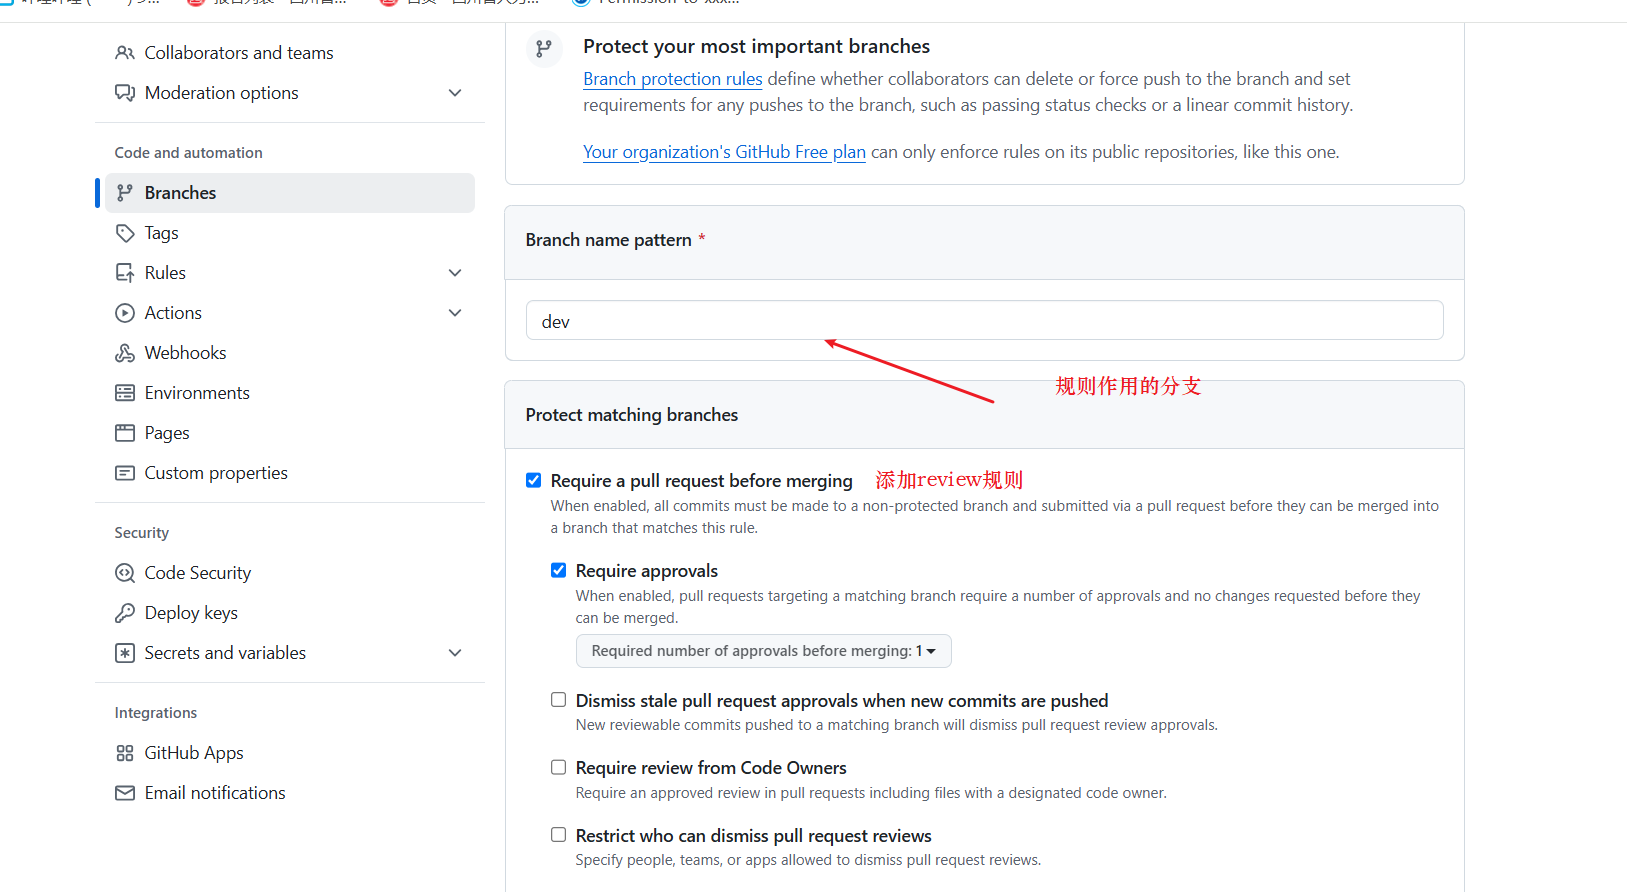 Permission-to-xxx...
Collaborators and teams
Moderation options
Code and automation
Branches
Tags
Rules
Actions
Webhooks
Environments
Pages
Custom properties
Security
Code Security
Deploy keys
Secrets and variables
Integrations
GitHub Apps
Email notifications
Protect your most important branches
Branch protection rules define whether collaborators can delete or force push to the branch and set
requirements for any pushes to the branch, such as passing status checks or a linear commit history.
Your organization's GitHub Free plan can only enforce rules on its public repositories, like this one.
Branch name pattern *
dev
规则作用的分支
Protect matching branches
Require a pull request before merging 添加review规则
When enabled, all commits must be made to a non-protected branch and submitted via a pull request before they can be merged into
a branch that matches this rule.
Require approvals
When enabled, pull requests targeting a matching branch require a number of approvals and no changes requested before they
can be merged.
Required number of approvals before merging: 1
Dismiss stale pull request approvals when new commits are pushed
New reviewable commits pushed to a matching branch will dismiss pull request review approvals.
Require review from Code Owners
Require an approved review in pull requests including files with a designated code owner.
Restrict who can dismiss pull request reviews
Specify people, teams, or apps allowed to dismiss pull request reviews.